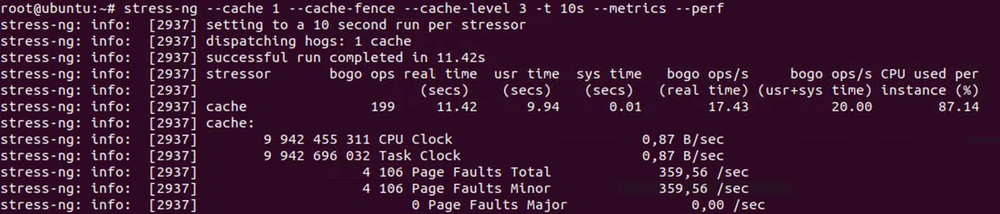 root@ubuntu:~# stress-ng --cache 1 --cache-fence --cache-level 3 -t 10s --metrics --perf
stress-ng: info:  [2937] setting to a 10 second run per stressor
stress-ng: info:  [2937] dispatching hogs: 1 cache
stress-ng: info:  [2937] successful run completed in 11.42s
stress-ng: info:  [2937] stressor       bogo ops real time  usr time  sys time   bogo ops/s     bogo ops/s CPU used per
stress-ng: info:  [2937]                           (secs)    (secs)    (secs)   (real time) (usr+sys time) instance (%)
stress-ng: info:  [2937] cache               199     11.42      9.94      0.01        17.43          20.00        87.14
stress-ng: info:  [2937] cache:
stress-ng: info:  [2937]        9 942 455 311 CPU Clock                       0,87 B/sec
stress-ng: info:  [2937]        9 942 696 032 Task Clock                      0,87 B/sec
stress-ng: info:  [2937]                    4 106 Page Faults Total             359,56 /sec
stress-ng: info:  [2937]                    4 106 Page Faults Minor             359,56 /sec
stress-ng: info:  [2937]                          0 Page Faults Major               0,00 /sec